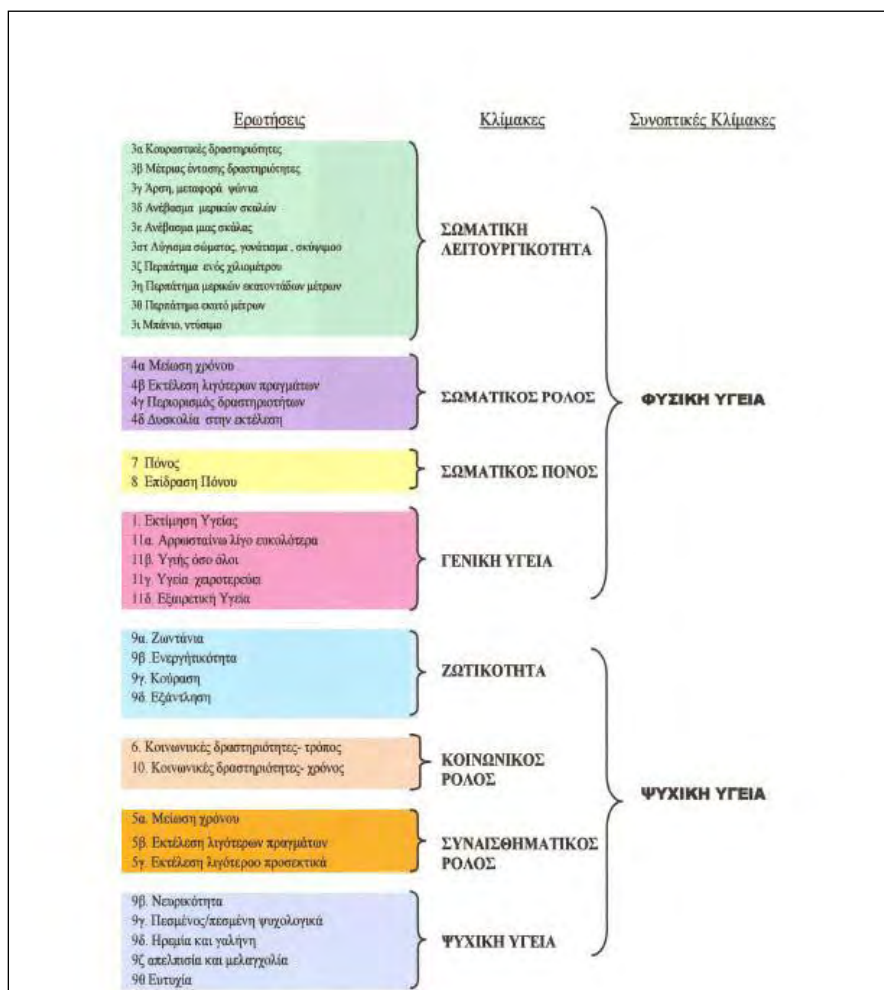 Ερωτήσεις
Κλίμακες
Συνοπτικές Κλίμακες
3α Κουραστικές δραστηριότητες
3β Μέτριας έντασης δραστηριότητες
3γ Άρση, μεταφορά ψώνια
3δ Ανέβασμα μερικών σκαλών
3ε Ανέβασμα μιας σκάλας
3στ Λύγισμα σώματος, γονάτισμα , σκύψιμοο
3ζ Περπάτημα ενός χιλιομέτρου
3η Περπάτημα μερικών εκατοντάδων μέτρων
3θ Περπάτημα εκατό μέτρων
3ι Μπάνιο, ντύσιμο
ΣΩΜΑΤΙΚΗ
ΛΕΙΤΟΥΡΓΙΚΟΤΗΤΑ
4α Μείωση χρόνου
4β Εκτέλεση λιγότερων πραγμάτων
4γ Περιορισμός δραστηριοτήτων
4δ Δυσκολία στην εκτέλεση
ΣΩΜΑΤΙΚΟΣ ΡΟΛΟΣ
ΦΥΣΙΚΗ ΥΓΕΙΑ
7 Πόνος
8 Επίδραση Πόνου
ΣΩΜΑΤΙΚΟΣ ΠΟΝΟΣ
1. Εκτίμηση Υγείας
11α. Αρρωσταίνω λίγο ευκολότερα
11β. Υγιής όσο άλοι
11γ. Υγεία χειροτερεύει
11δ. Εξαιρετική Υγεία
ΓΕΝΙΚΗ ΥΓΕΙΑ
9α. Ζωντάνια
9β .Ενεργήτικότητα
9γ. Κούραση
9δ. Εξάντληση
ΖΩΤΙΚΟΤΗΤΑ
6. Κοινωνικές δραστηριότητες- τρόπος
10. Κοινωνικές δραστηριότητες- χρόνος
ΚΟΙΝΩΝΙΚΟΣ
ΡΟΛΟΣ
ΨΥΧΙΚΗ ΥΓΕΙΑ
5α. Μείωση χρόνου
5β. Εκτέλεση λιγότερων πραγμάτων
5γ. Εκτέλεση λιγότεροο προσεκτικά
ΣΥΝΑΙΣΘΗΜΑΤΙΚΟΣ
ΡΟΛΟΣ
9β. Νευρικότητα
9γ. Πεσμένος/πεσμένη ψυχολογικά
9δ. Ηρεμία και γαλήνη
9ζ απελπισία και μελαγχολία
9θ Ευτυχία
ΨΥΧΙΚΗ ΥΓΕΙΑ